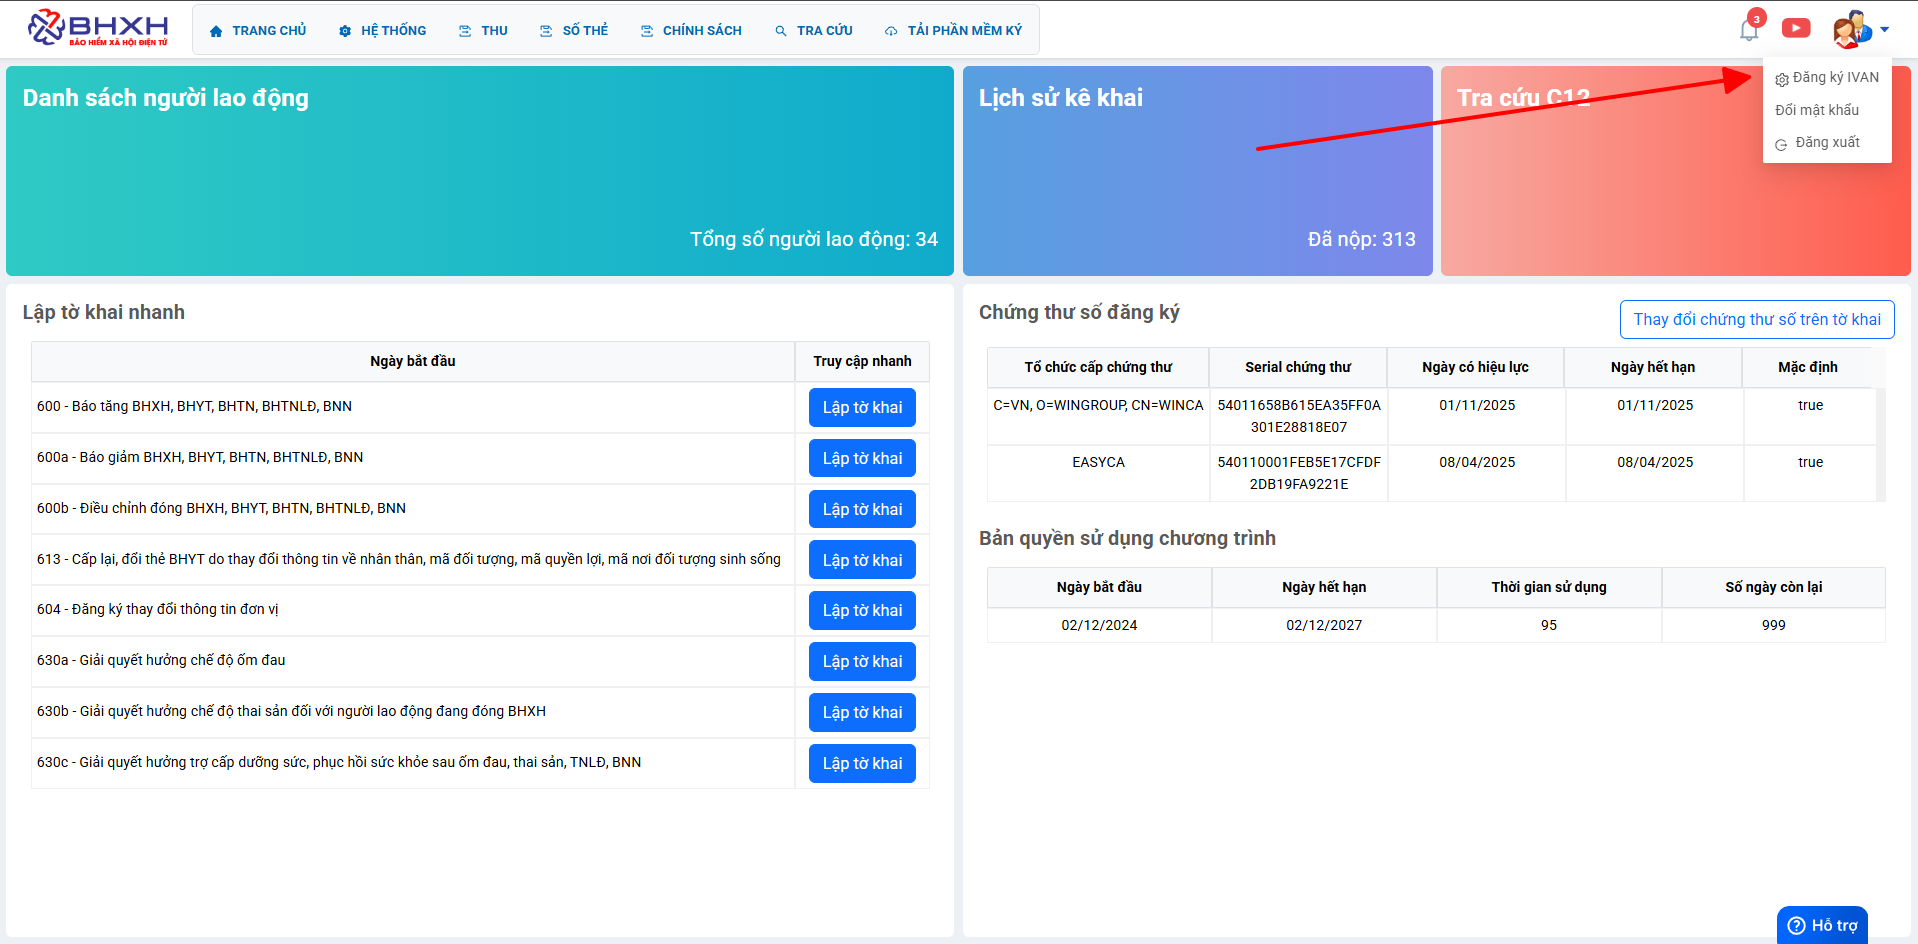 BHXH
BẢO HIỂM XÃ HỘI ĐIỆN TỬ
TRANG CHỦ
HỆ THỐNG
THU
SỔ THẺ
CHÍNH SÁCH
TRA CỨU
TẢI PHẦN MỀM KÝ
3
Đăng ký IVAN
Đổi mật khẩu
Đăng xuất
Danh sách người lao động
Tổng số người lao động: 34
Lịch sử kê khai
Đã nộp: 313
Tra cứu C12
Lập tờ khai nhanh
Ngày bắt đầu Truy cập nhanh
600 - Báo tăng BHXH, BHYT, BHTN, BHTNLĐ, BNN Lập tờ khai
600a - Báo giảm BHXH, BHYT, BHTN, BHTNLĐ, BNN Lập tờ khai
600b - Điều chỉnh đóng BHXH, BHYT, BHTN, BHTNLĐ, BNN Lập tờ khai
613 - Cấp lại, đổi thẻ BHYT do thay đổi thông tin về nhân thân, mã đối tượng, mã quyền lợi, mã nơi đối tượng sinh sống Lập tờ khai
604 - Đăng ký thay đổi thông tin đơn vị Lập tờ khai
630a - Giải quyết hưởng chế độ ốm đau Lập tờ khai
630b - Giải quyết hưởng chế độ thai sản đối với người lao động đang đóng BHXH Lập tờ khai
630c - Giải quyết hưởng trợ cấp dưỡng sức, phục hồi sức khỏe sau ốm đau, thai sản, TNLĐ, BNN Lập tờ khai
Chứng thư số đăng ký
Thay đổi chứng thư số trên tờ khai
Tổ chức cấp chứng thư Serial chứng thư Ngày có hiệu lực Ngày hết hạn Mặc định
C=VN, O=WINGROUP, CN=WINCA 54011658B615EA35FF0A 01/11/2025 01/11/2025 true
301E28818E07
EASYCA 540110001FEB5E17CFDF 08/04/2025 08/04/2025 true
2DB19FA9221E
Bản quyền sử dụng chương trình
Ngày bắt đầu Ngày hết hạn Thời gian sử dụng Số ngày còn lại
02/12/2024 02/12/2027 95 999
Hỗ trợ